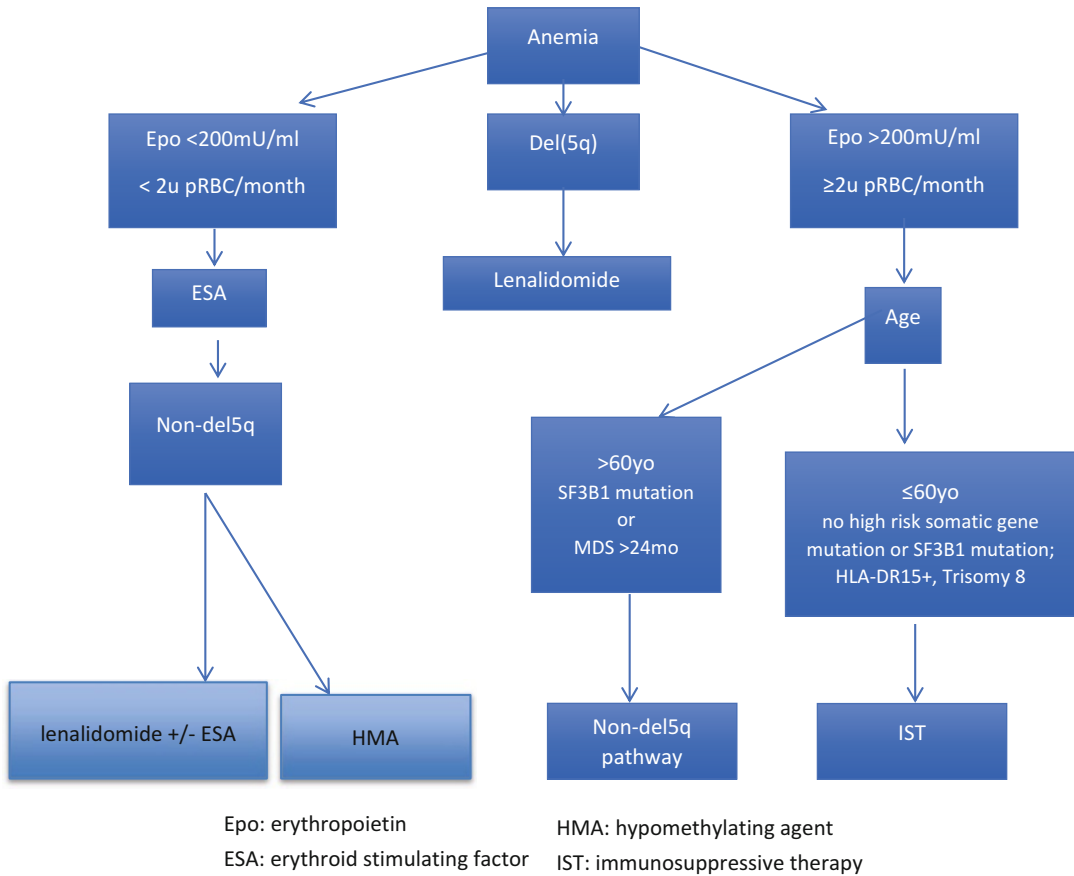 Anemia
Epo <200mU/ml
< 2u pRBC/month
Del(5q)
Epo >200mU/ml
≥2u pRBC/month
ESA
Lenalidomide
Age
Non-del5q
>60yo
SF3B1 mutation
or
MDS >24mo
≤60yo
no high risk somatic gene
mutation or SF3B1 mutation;
HLA-DR15+, Trisomy 8
lenalidomide +/- ESA
HMA
Non-del5q
pathway
IST
Epo: erythropoietin
ESA: erythroid stimulating factor
HMA: hypomethylating agent
IST: immunosuppressive therapy